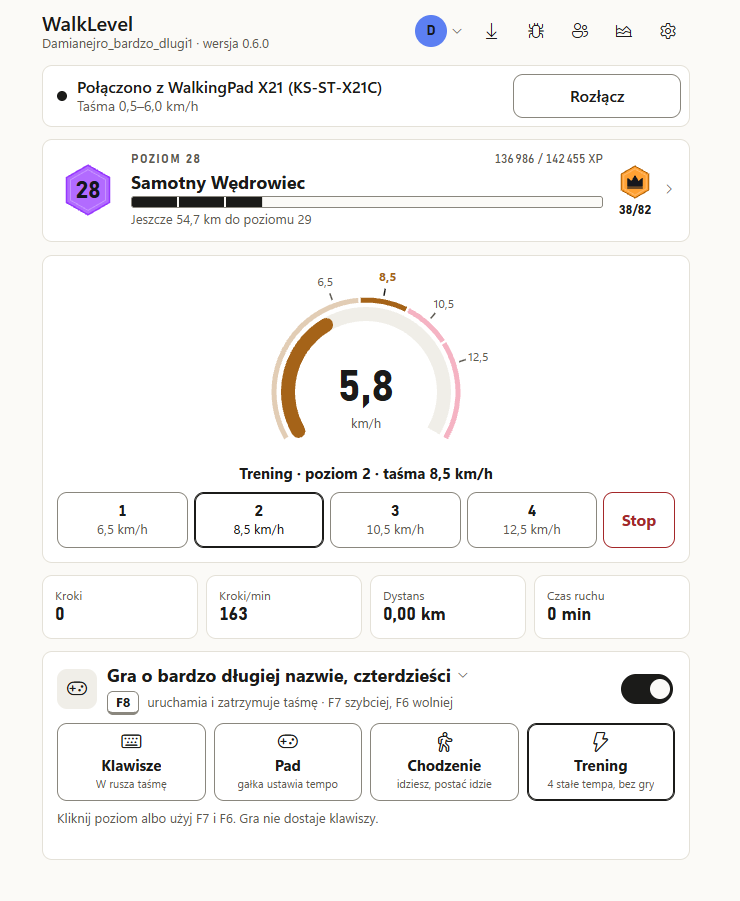 WalkLevel
Damianejro_bardzo_dlugi1 · wersja 0.6.0
D
Połączono z WalkingPad X21 (KS-ST-X21C)
Taśma 0,5–6,0 km/h
Rozłącz
POZIOM 28
136 986 / 142 455 XP
28
Samotny Wędrowiec
Jeszcze 54,7 km do poziomu 29
38/82
6,5
8,5
10,5
12,5
5,8
km/h
Trening · poziom 2 · taśma 8,5 km/h
1
6,5 km/h
2
8,5 km/h
3
10,5 km/h
4
12,5 km/h
Stop
Kroki
0
Kroki/min
163
Dystans
0,00 km
Czas ruchu
0 min
Gra o bardzo długiej nazwie, czterdzieści
F8 uruchamia i zatrzymuje taśmę · F7 szybciej, F6 wolniej
Klawisze
W rusza taśmę
Pad
gałka ustawia tempo
Chodzenie
idziesz, postać idzie
Trening
4 stałe tempa, bez gry
Kliknij poziom albo użyj F7 i F6. Gra nie dostaje klawiszy.